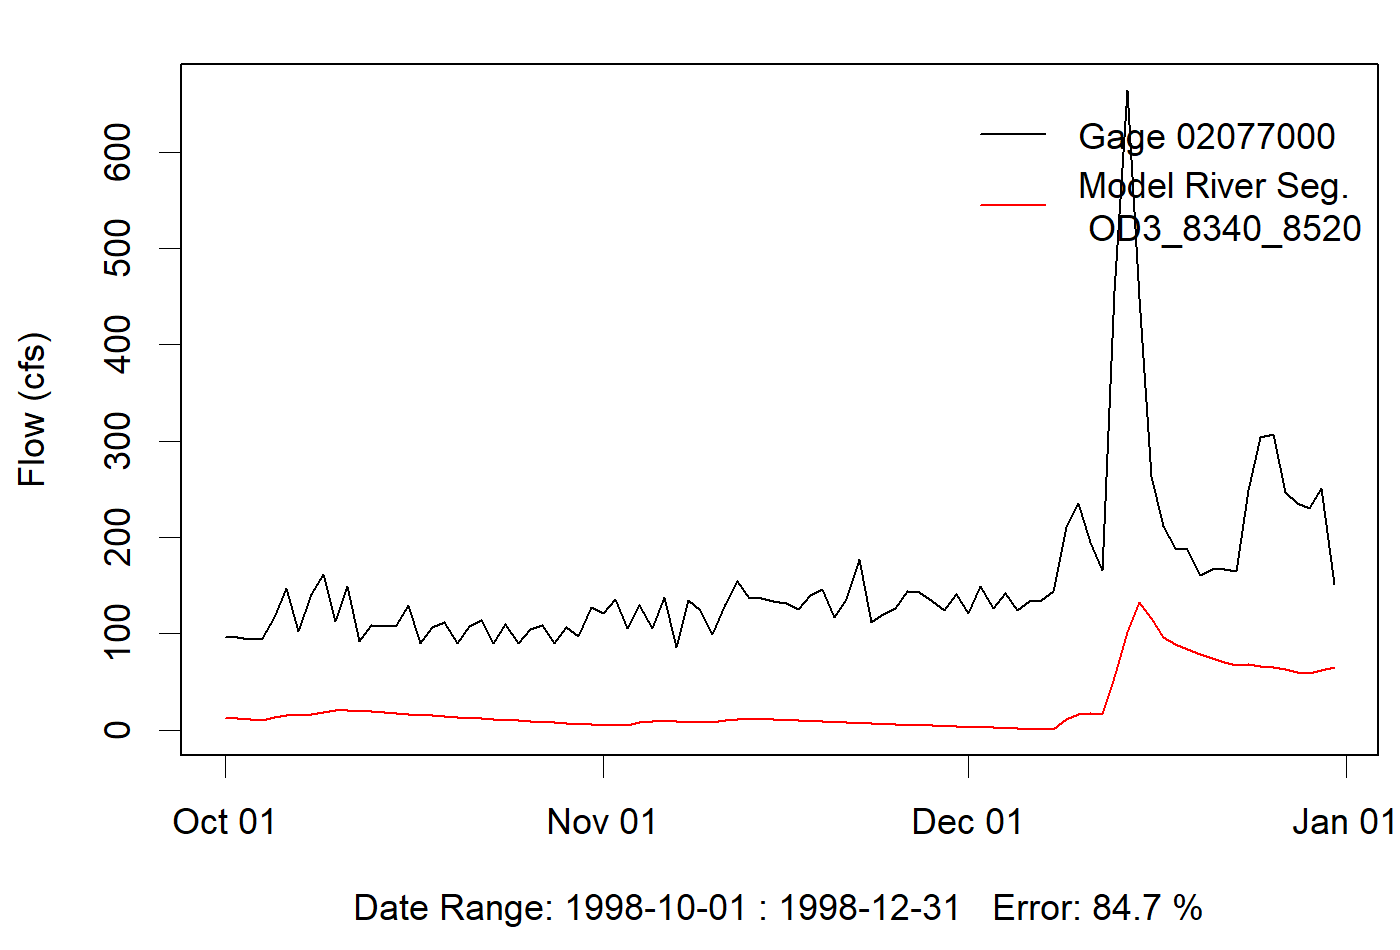 Gage 02077000
Model River Seg.
OD3_8340_8520
Flow (cfs)
600
500
400
300
200
100
0
Oct 01
Nov 01
Dec 01
Jan 01
Date Range: 1998-10-01 : 1998-12-31   Error: 84.7 %